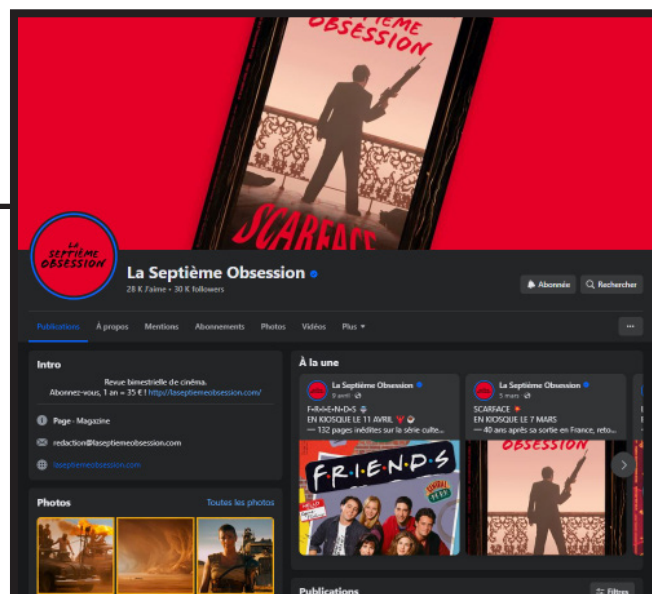 OBSESSION
SCARFACE
LA
SEPTIÈME
OBSESSION
La Septième Obsession
28 K J'aime • 30 K followers
Abonnée
Rechercher
Publications À propos Mentions Abonnements Photos Vidéos Plus
Intro
Revue bimestrielle de cinéma.
Abonnez-vous, 1 an = 35 € ! http://laseptiemeobsession.com/
Page · Magazine
redaction@laseptiemeobsession.com
laseptiemeobsession.com
Photos
Toutes les photos
À la une
La Septième Obsession
9 avril
F•R•I•E•N•D•S
EN KIOSQUE LE 11 AVRIL
— 132 pages inédites sur la série culte...
F•R•I•E•N•D•S
HELLO
CENTRAL
PERK
La Septième Obsession
5 mars
SCARFACE
EN KIOSQUE LE 7 MARS
— 40 ans après sa sortie en France, reto...
OBSESSION
Publications
Filtres